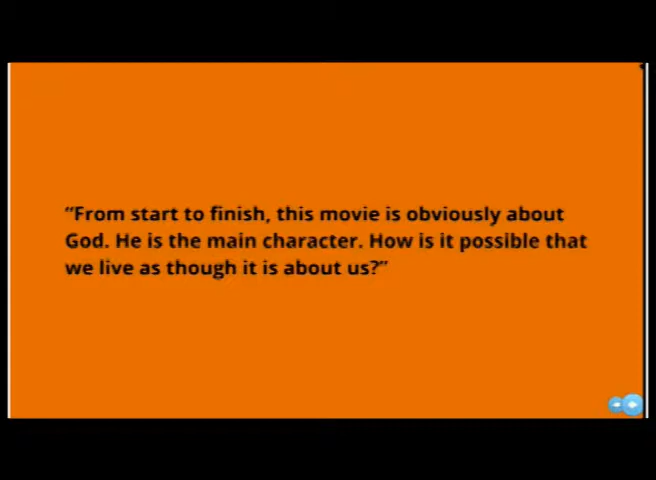 “From start to finish, this movie is obviously about
God. He is the main character. How is it possible that
we live as though it is about us?”